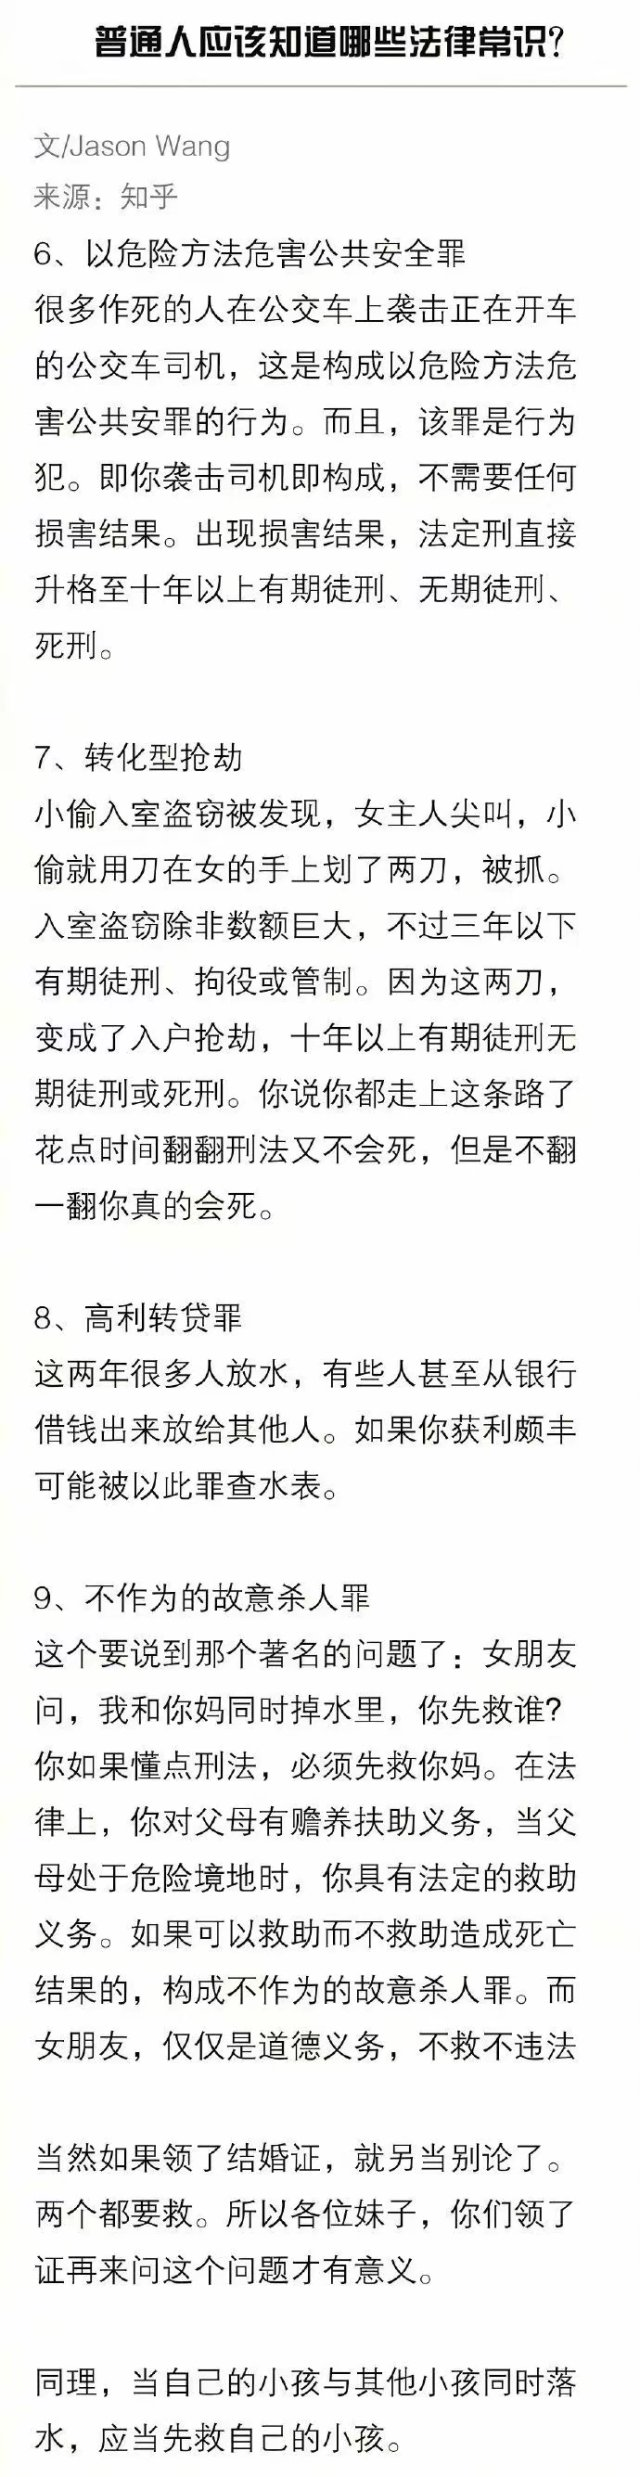 普通人应该知道哪些法律常识?
文/Jason Wang
来源：知乎
6、以危险方法危害公共安全罪
很多作死的人在公交车上袭击正在开车
的公交车司机，这是构成以危险方法危
害公共安罪的行为。而且，该罪是行为
犯。即你袭击司机即构成，不需要任何
损害结果。出现损害结果，法定刑直接
升格至十年以上有期徒刑、无期徒刑、
死刑。
7、转化型抢劫
小偷入室盗窃被发现，女主人尖叫，小
偷就用刀在女的手上划了两刀，被抓。
入室盗窃除非数额巨大，不过三年以下
有期徒刑、拘役或管制。因为这两刀，
变成了入户抢劫，十年以上有期徒刑无
期徒刑或死刑。你说你都走上这条路了
花点时间翻翻刑法又不会死，但是不翻
一翻你真的会死。
8、高利转贷罪
这两年很多人放水，有些人甚至从银行
借钱出来放给其他人。如果你获利颇丰
可能被以此罪查水表。
9、不作为的故意杀人罪
这个要说到那个著名的问题了：女朋友
问，我和你妈同时掉水里，你先救谁?
你如果懂点刑法，必须先救你妈。在法
律上，你对父母有赡养扶助义务，当父
母处于危险境地时，你具有法定的救助
义务。如果可以救助而不救助造成死亡
结果的，构成不作为的故意杀人罪。而
女朋友，仅仅是道德义务，不救不违法
当然如果领了结婚证，就另当别论了。
两个都要救。所以各位妹子，你们领了
证再来问这个问题才有意义。
同理，当自己的小孩与其他小孩同时落
水，应当先救自己的小孩。